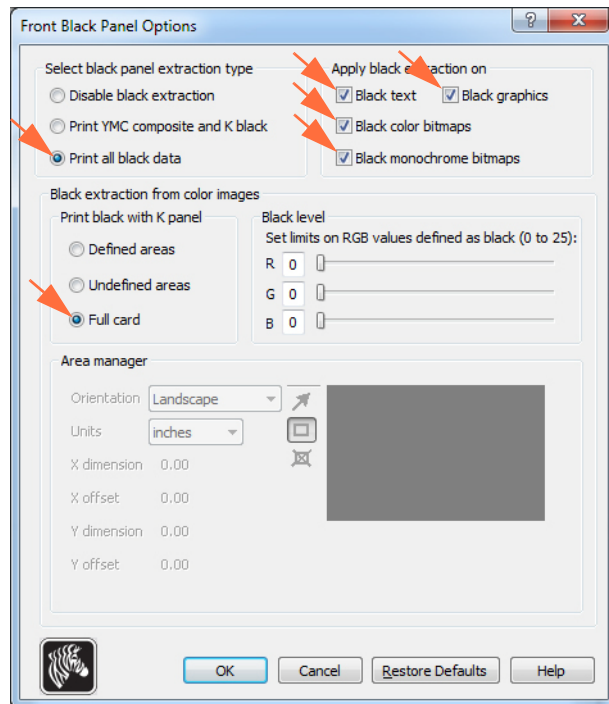 Front Black Panel Options
Select black panel extraction type
Disable black extraction
Print YMC composite and K black
Print all black data
Apply black extraction on
Black text
Black graphics
Black color bitmaps
Black monochrome bitmaps
Black extraction from color images
Print black with K panel
Defined areas
Undefined areas
Full card
Black level
Set limits on RGB values defined as black (0 to 25):
R 0
G 0
B 0
Area manager
Orientation Landscape
Units inches
X dimension 0.00
X offset 0.00
Y dimension 0.00
Y offset 0.00
OK Cancel Restore Defaults Help